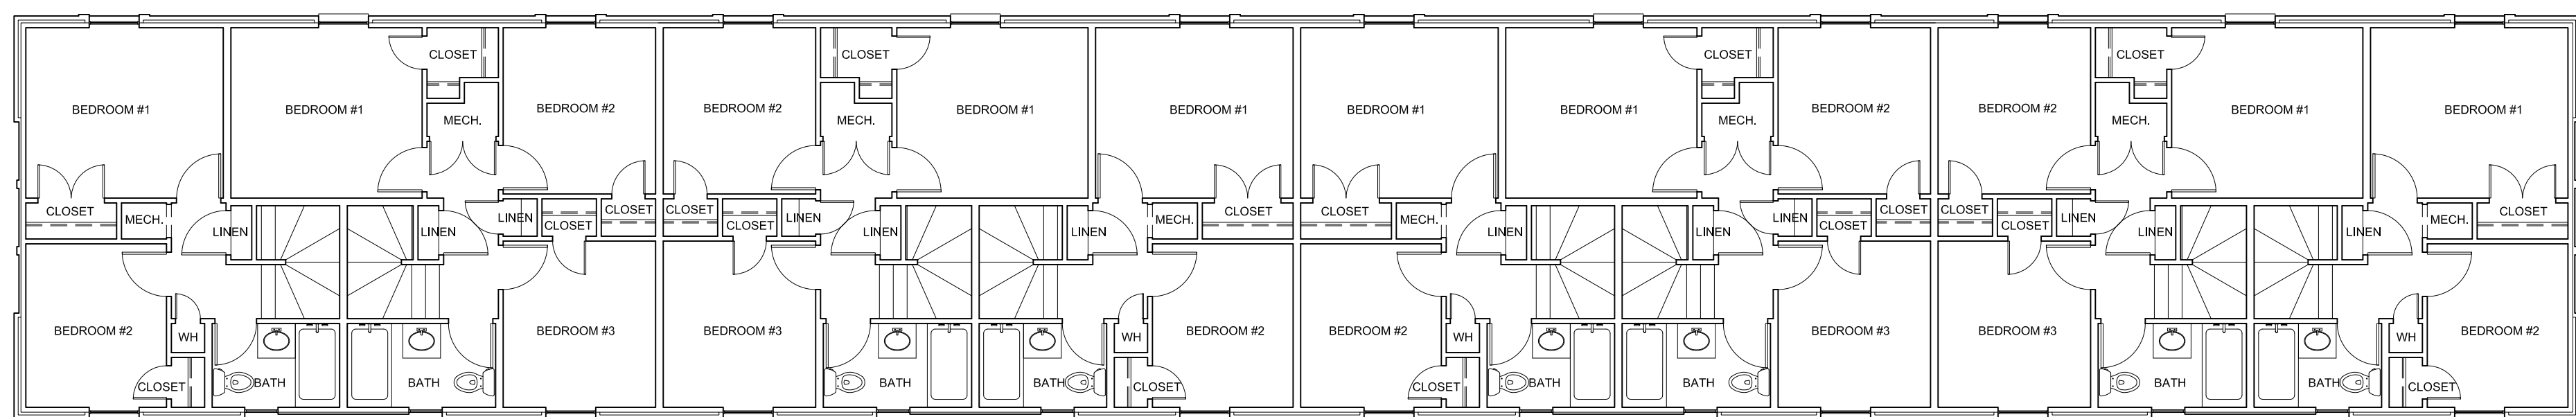 CLOSET
CLOSET
CLOSET
CLOSET
BEDROOM #1
BEDROOM #1
BEDROOM #2
BEDROOM #2
BEDROOM #1
BEDROOM #1
BEDROOM #1
BEDROOM #1
BEDROOM #2
BEDROOM #2
BEDROOM #1
BEDROOM #1
MECH.
MECH.
MECH.
MECH.
CLOSET
MECH.
LINEN
LINEN
LINEN
CLOSET
CLOSET
CLOSET
CLOSET
LINEN
LINEN
LINEN
MECH.
CLOSET
CLOSET
MECH.
LINEN
LINEN
LINEN
CLOSET
CLOSET
CLOSET
CLOSET
LINEN
LINEN
LINEN
MECH.
CLOSET
BEDROOM #2
WH
BEDROOM #3
BEDROOM #3
WH
BEDROOM #2
BEDROOM #2
WH
BEDROOM #3
BEDROOM #3
WH
BEDROOM #2
CLOSET
BATH
BATH
BATH
BATH
CLOSET
CLOSET
BATH
BATH
BATH
BATH
CLOSET